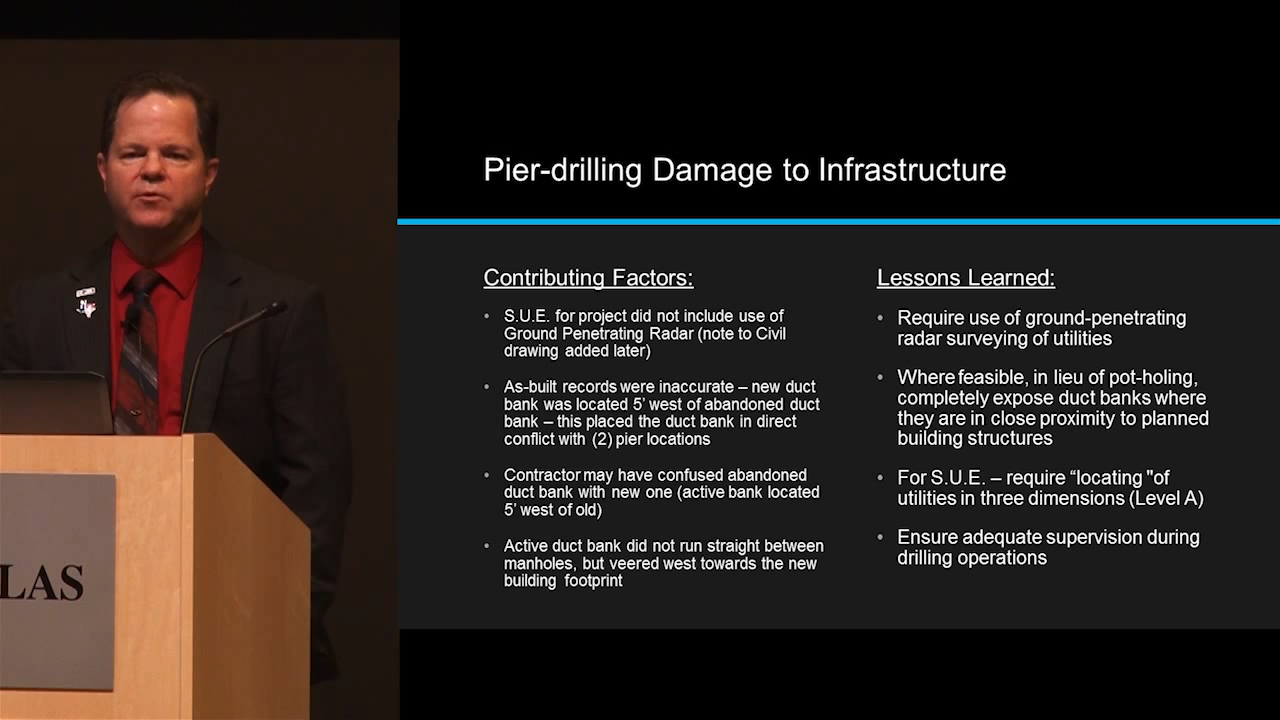 Pier-drilling Damage to Infrastructure
Contributing Factors:
• S.U.E. for project did not include use of
Ground Penetrating Radar (note to Civil
drawing added later)
• As-built records were inaccurate – new duct
bank was located 5’ west of abandoned duct
bank – this placed the duct bank in direct
conflict with (2) pier locations
• Contractor may have confused abandoned
duct bank with new one (active bank located
5’ west of old)
• Active duct bank did not run straight between
manholes, but veered west towards the new
building footprint
Lessons Learned:
• Require use of ground-penetrating
radar surveying of utilities
• Where feasible, in lieu of pot-holing,
completely expose duct banks where
they are in close proximity to planned
building structures
• For S.U.E. – require “locating "of
utilities in three dimensions (Level A)
• Ensure adequate supervision during
drilling operations
LAS